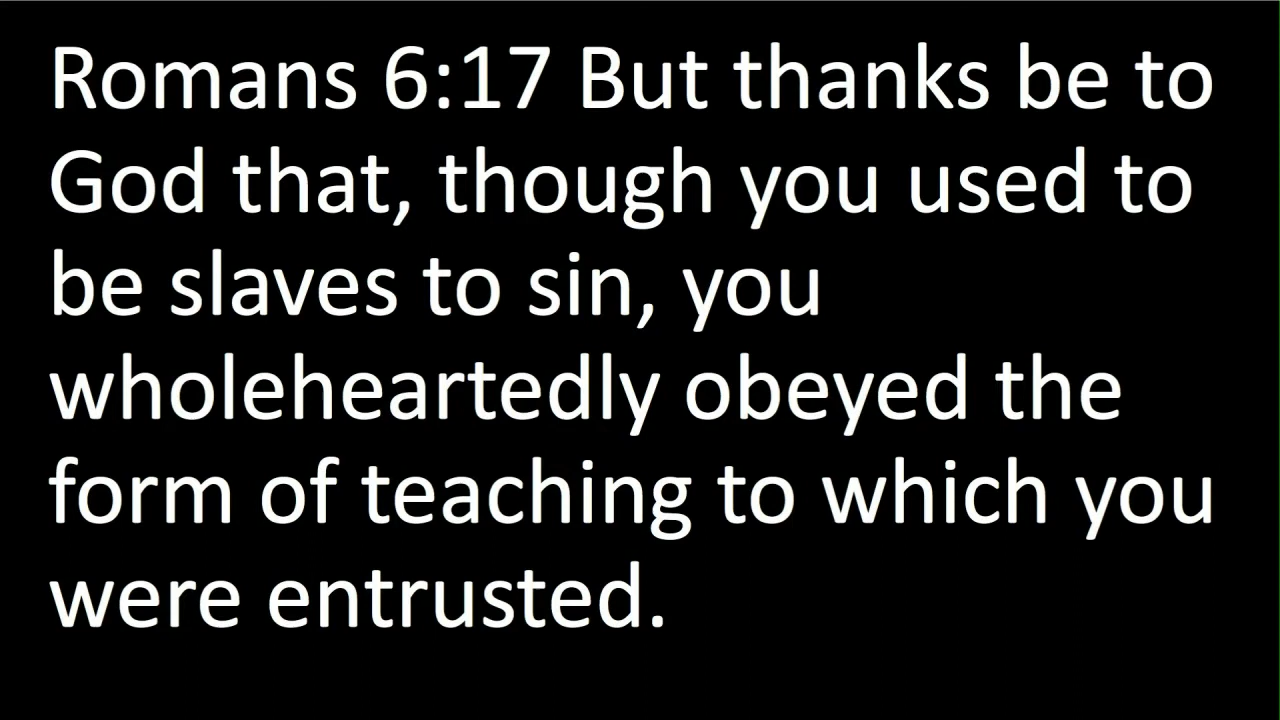 Romans 6:17 But thanks be to
God that, though you used to
be slaves to sin, you
wholeheartedly obeyed the
form of teaching to which you
were entrusted.